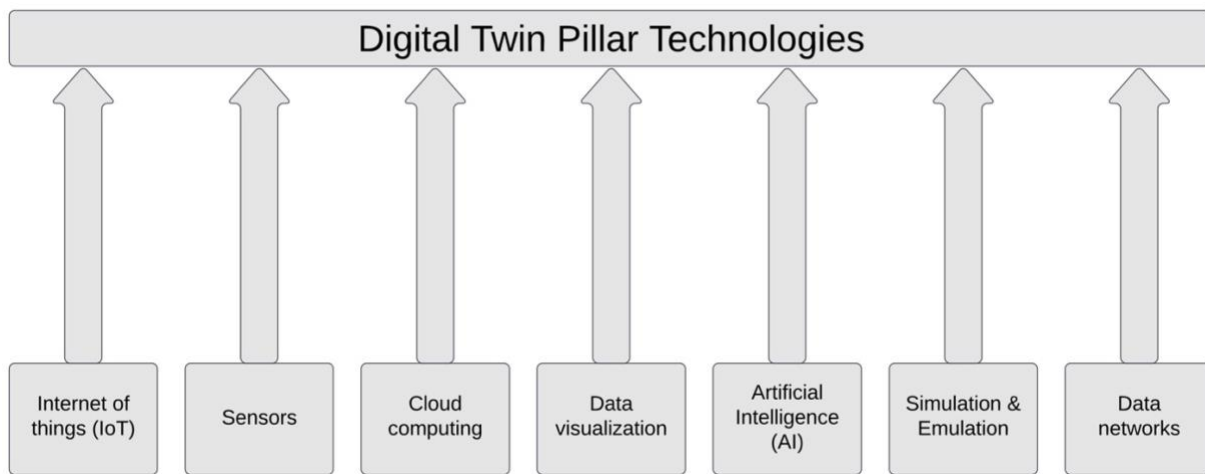 Digital Twin Pillar Technologies
Internet of
things (IoT)
Sensors
Cloud
computing
Data
visualization
Artificial
Intelligence
(AI)
Simulation &
Emulation
Data
networks